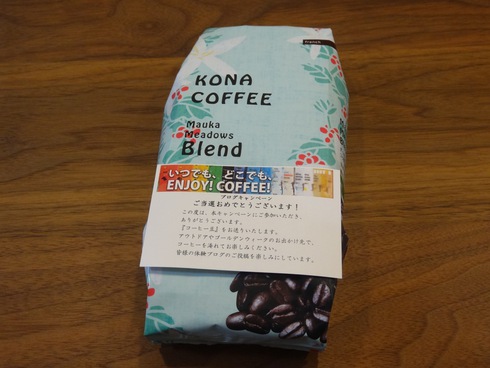 French
KONA
COFFEE
Mauka
Meadows
Blend
いつでも、どこでも、
ENJOY! COFFEE!
ブログキャンペーン
ご当選おめでとうございます！
この度は、本キャンペーンにご参加いただき、
ありがとうございます。
『コーヒー豆』をお送りいたします。
アウトドアやゴールデンウィークのお出かけ先で、
コーヒーを淹れてお楽しみください。
皆様の体験ブログのご投稿を楽しみにしています。